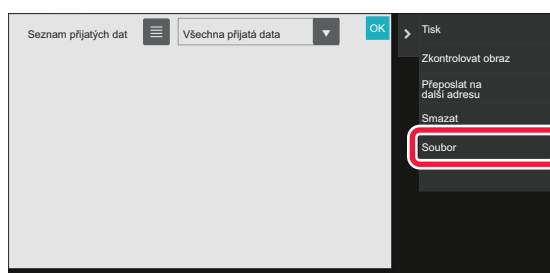 Seznam přijatých dat
Všechna přijatá data
OK
Tisk
Zkontrolovat obraz
Přeposlat na
další adresu
Smazat
Soubor